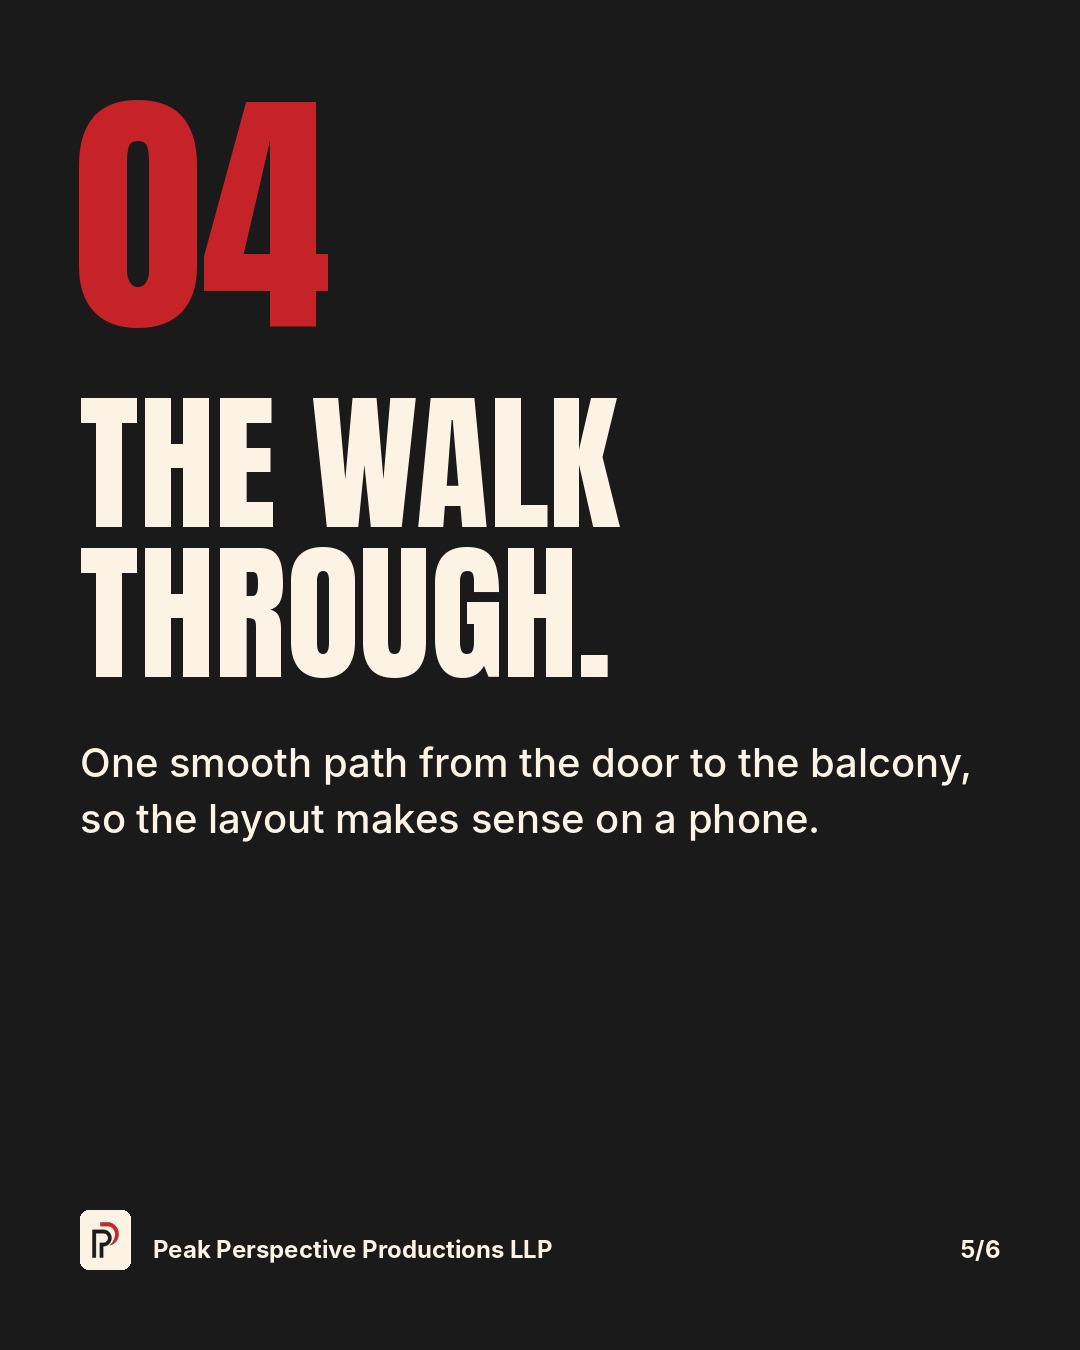 04
THE WALK
THROUGH.
One smooth path from the door to the balcony,
so the layout makes sense on a phone.
Peak Perspective Productions LLP
5/6